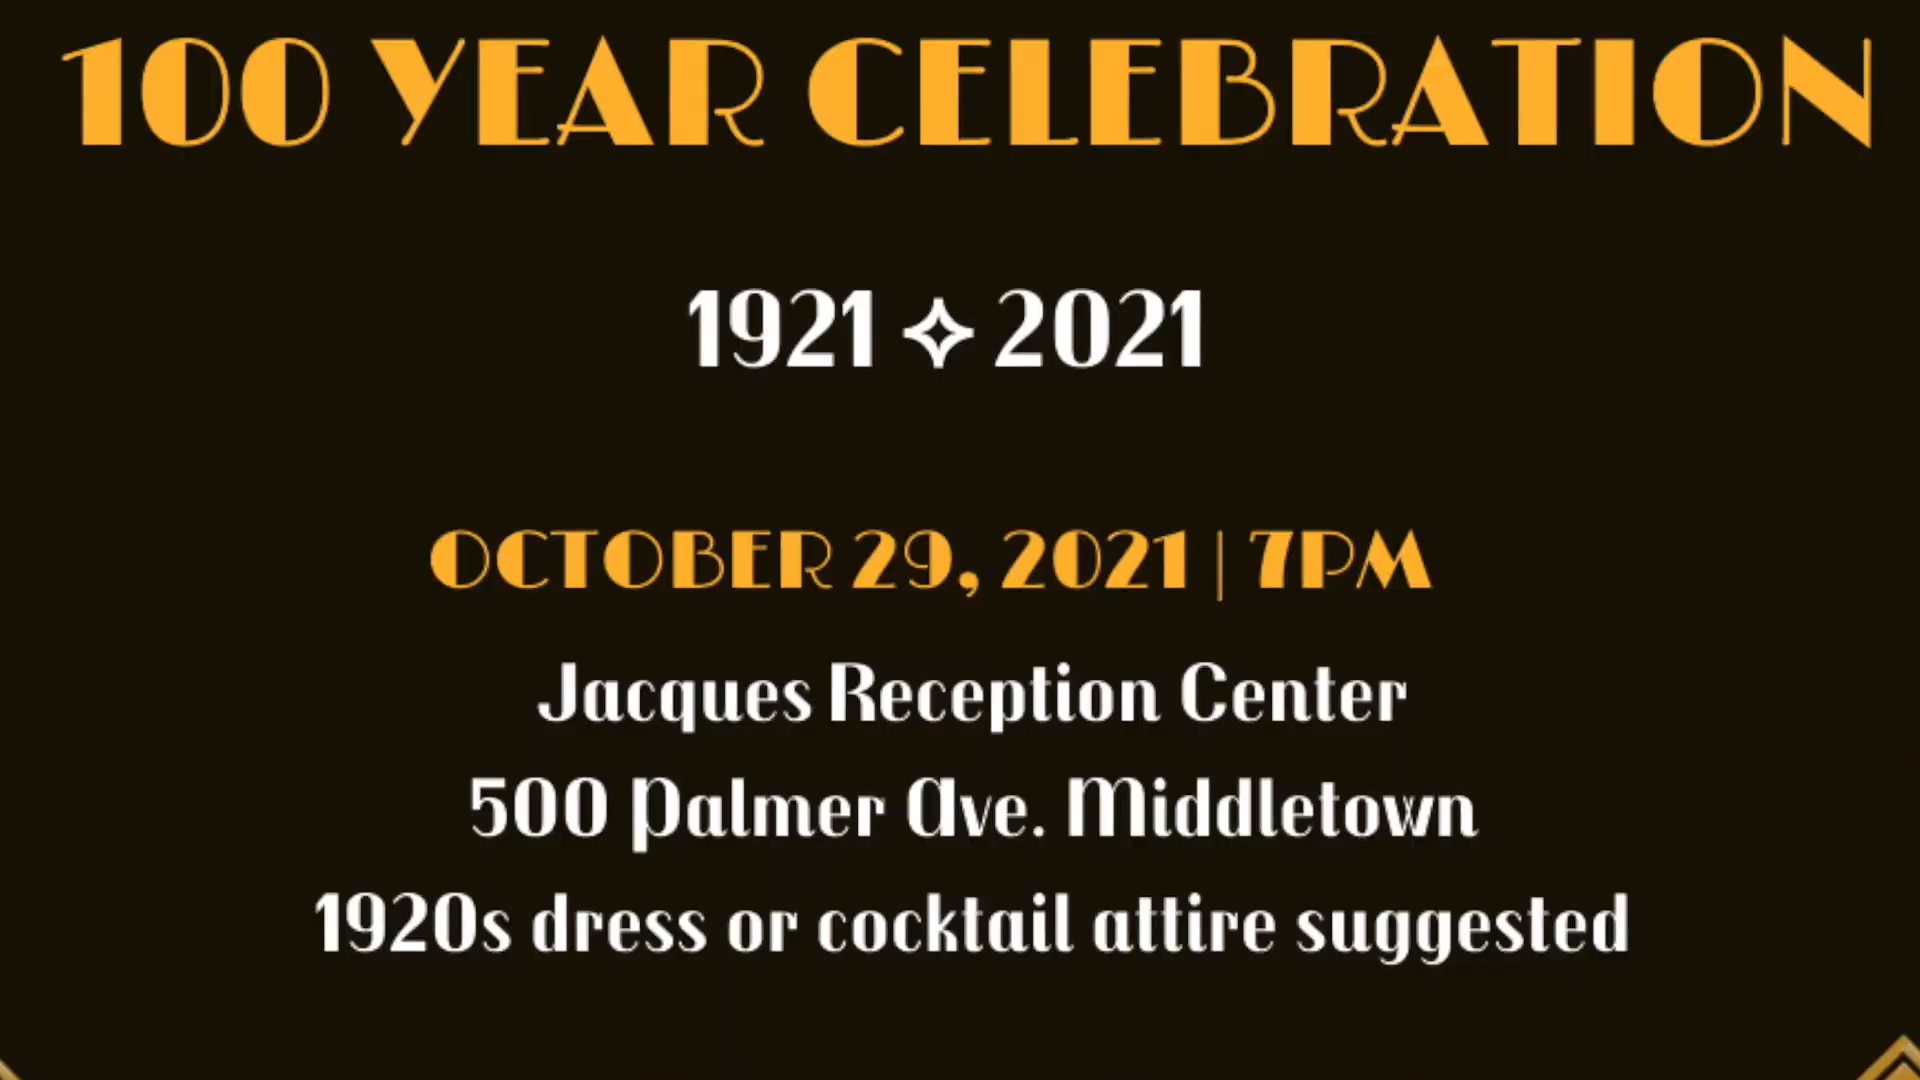 100 YEAR CELEBRATION
1921 ✧ 2021
OCTOBER 29, 2021 | 7PM
Jacques Reception Center
500 Palmer Ave. Middletown
1920s dress or cocktail attire suggested